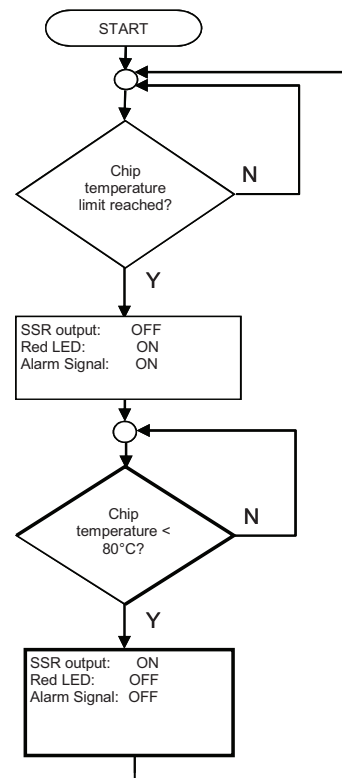 START
Chip
temperature
limit reached?
N
Y
SSR output: OFF
Red LED: ON
Alarm Signal: ON
Chip
temperature <
80°C?
N
Y
SSR output: ON
Red LED: OFF
Alarm Signal: OFF